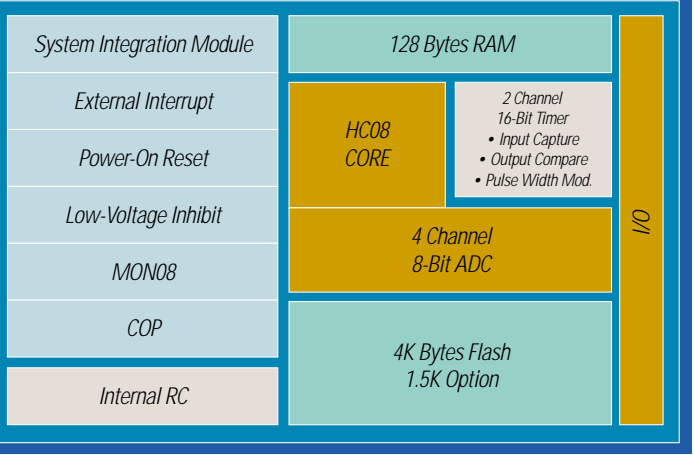 System Integration Module
External Interrupt
Power-On Reset
Low-Voltage Inhibit
MON08
COP
Internal RC
128 Bytes RAM
HC08
CORE
2 Channel
16-Bit Timer
• Input Capture
• Output Compare
• Pulse Width Mod.
4 Channel
8-Bit ADC
4K Bytes Flash
1.5K Option
I/O